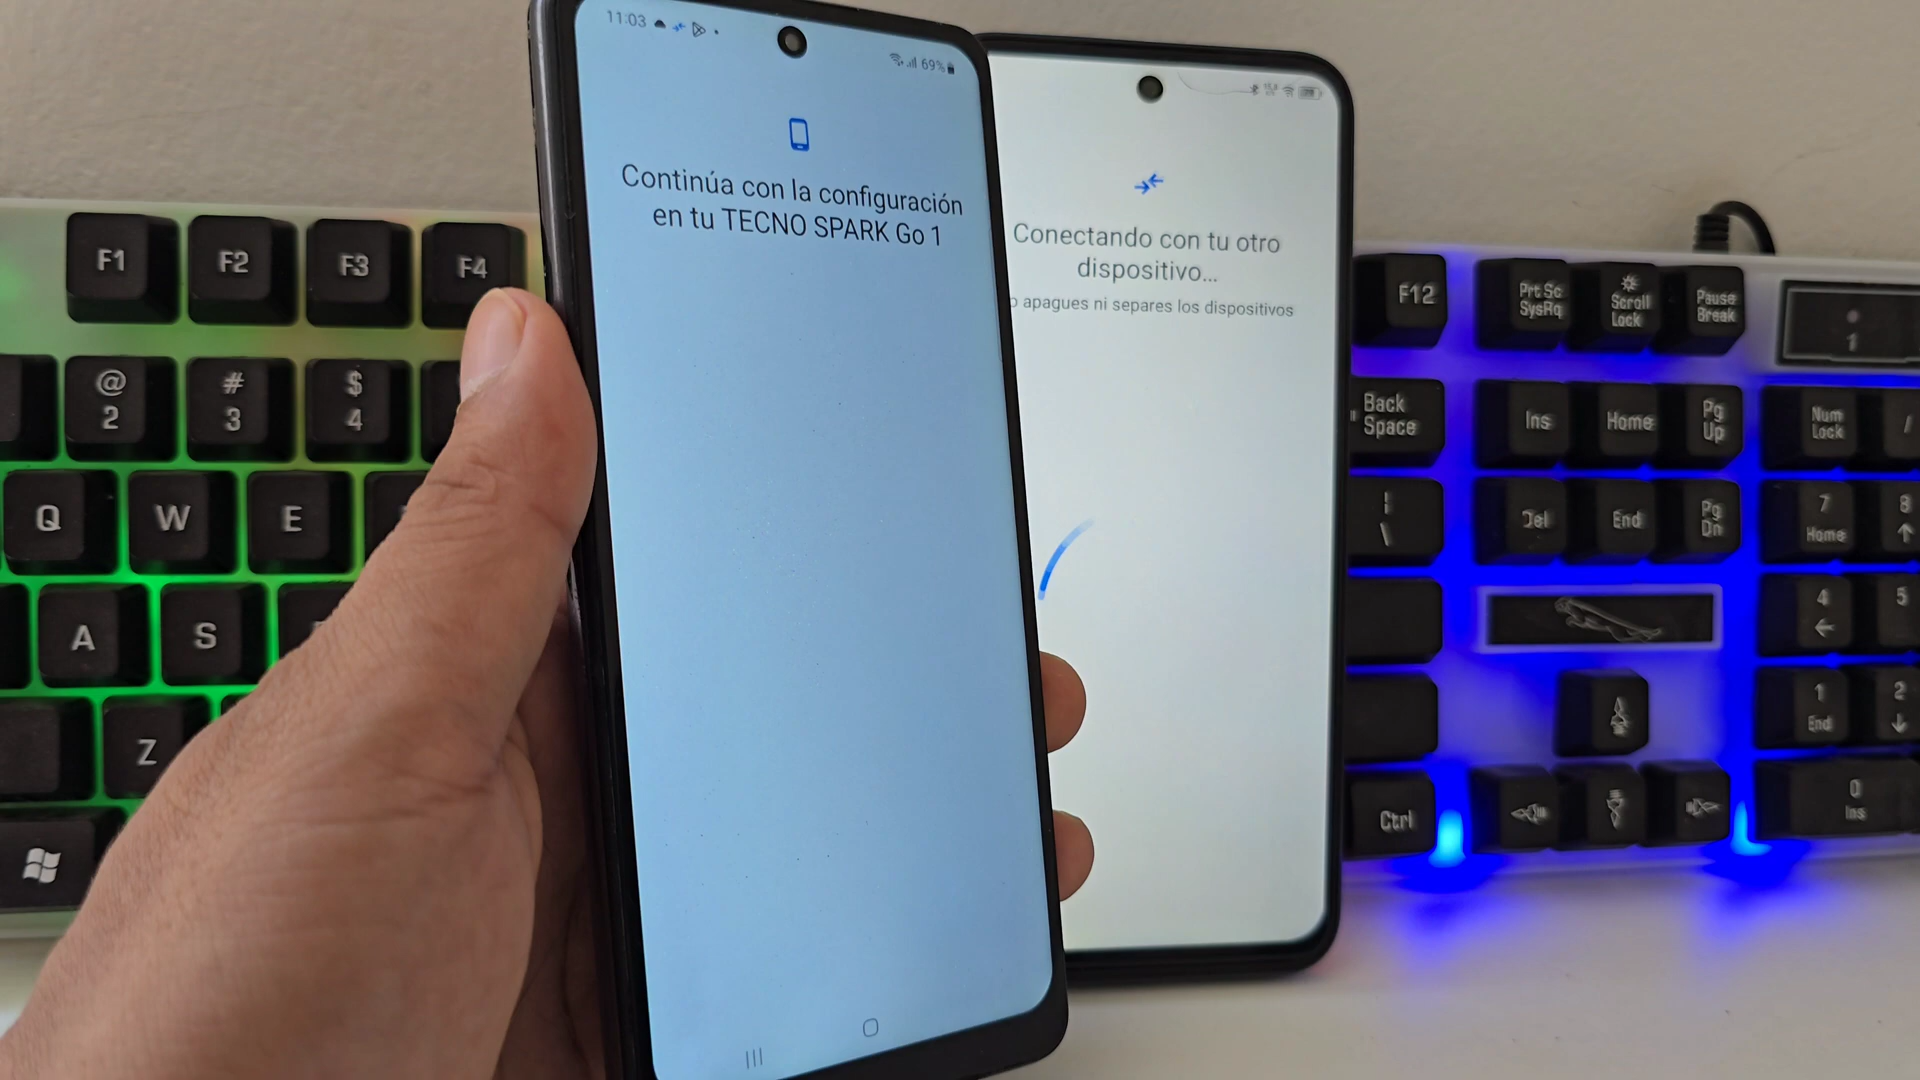 11:03
69%
Continúa con la configuración
en tu TECNO SPARK Go 1
Conectando con tu otro
dispositivo...
apagues ni separes los dispositivos
F1
F2
F3
F4
F12
Prt Sc
SysRq
Scroll
Lock
Pause
Break
1
@
2
#
3
$
4
Back
Space
Ins
Home
Pg
Up
Num
Lock
/
Q
W
E
|
\
Del
End
Pg
Dn
7
Home
8
A
S
4
5
Z
1
End
2
Ctrl
0
Ins